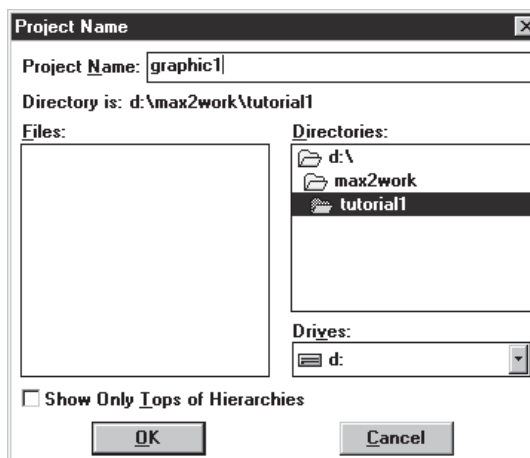 Project Name
Project Name: graphic1
Directory is: d:\max2work\tutorial1
Files:
Directories:
d:\
max2work
tutorial1
Drives:
d:
Show Only Tops of Hierarchies
OK
Cancel